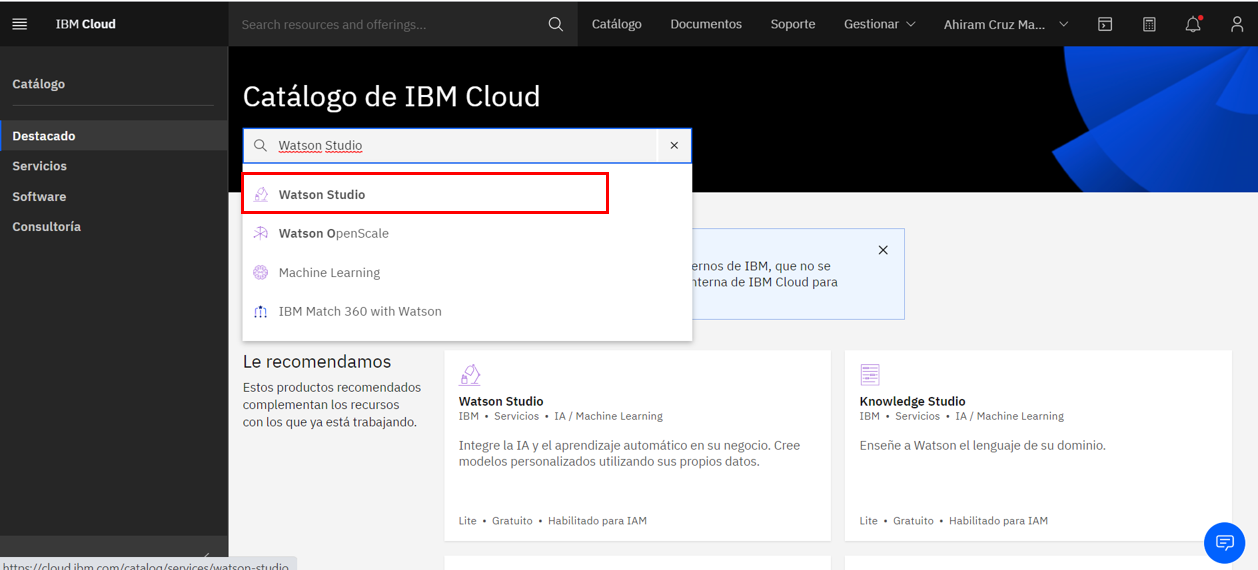 IBM Cloud
Search resources and offerings...
Catálogo
Documentos
Soporte
Gestionar
Ahiram Cruz Ma...
Catálogo
Destacado
Servicios
Software
Consultoría
Catálogo de IBM Cloud
Watson Studio
Watson Studio
Watson OpenScale
Machine Learning
IBM Match 360 with Watson
ernos de IBM, que no se
nterna de IBM Cloud para
Le recomendamos
Estos productos recomendados
complementan los recursos
con los que ya está trabajando.
Watson Studio
IBM • Servicios • IA / Machine Learning
Integre la IA y el aprendizaje automático en su negocio. Cree
modelos personalizados utilizando sus propios datos.
Lite • Gratuito • Habilitado para IAM
Knowledge Studio
IBM • Servicios • IA / Machine Learning
Enseñe a Watson el lenguaje de su dominio.
Lite • Gratuito • Habilitado para IAM
https://cloud.ibm.com/catalog/services/watson-studio